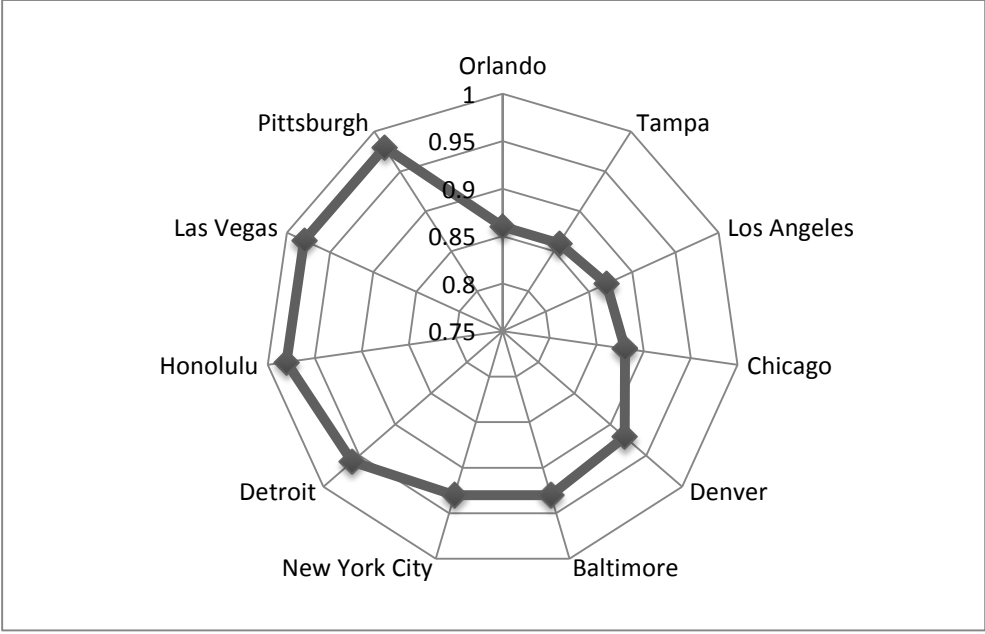 Orlando
1
Pittsburgh
Tampa
0.95
0.9
Las Vegas
Los Angeles
0.85
0.8
0.75
Honolulu
Chicago
Detroit
Denver
New York City
Baltimore